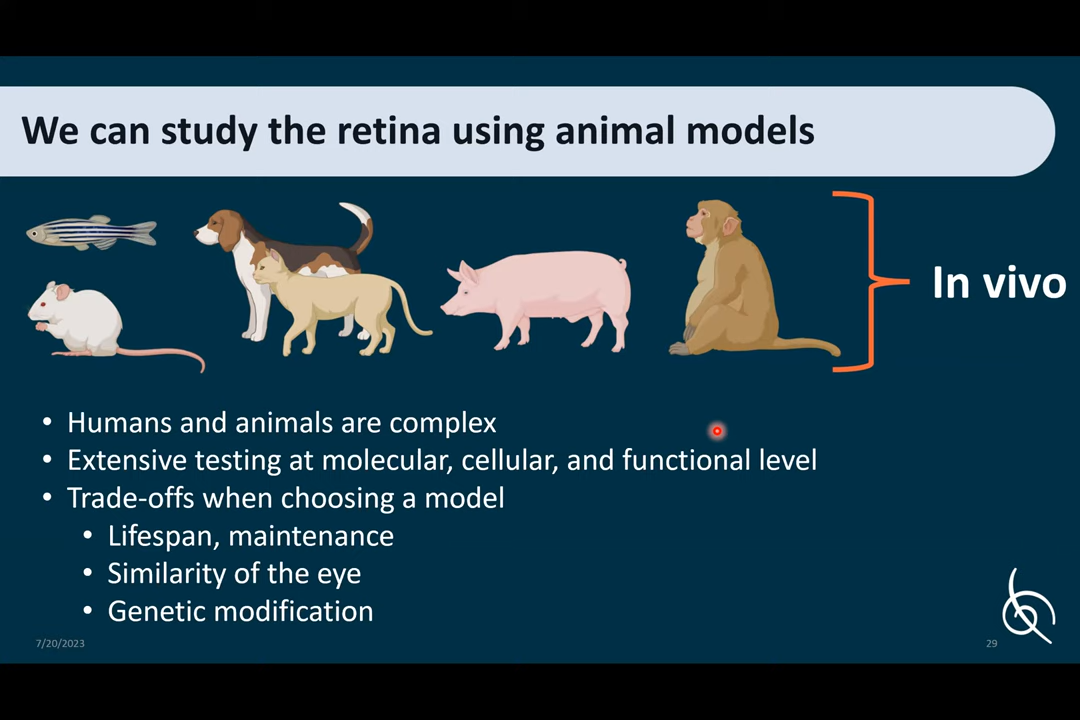 We can study the retina using animal models
In vivo
• Humans and animals are complex
• Extensive testing at molecular, cellular, and functional level
• Trade-offs when choosing a model
• Lifespan, maintenance
• Similarity of the eye
• Genetic modification
7/20/2023
29